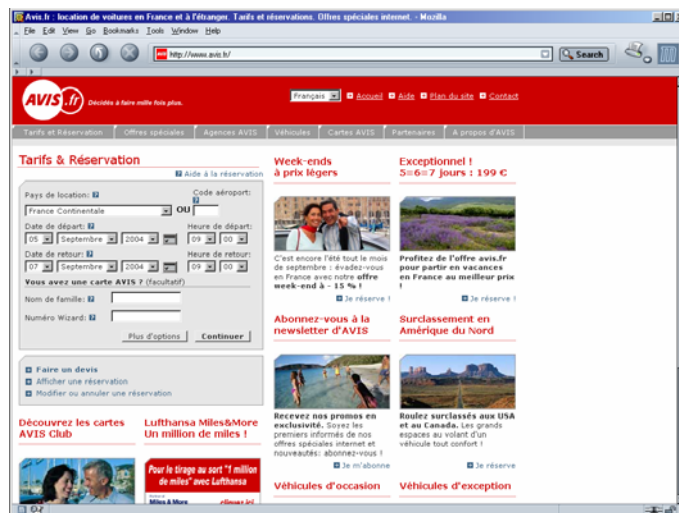 Avis.fr : location de voitures en France et à l'étranger. Tarifs et réservations. Offres spéciales internet. - Mozilla
File Edit View Go Bookmarks Tools Window Help
http://www.avis.fr/
Search
AVIS .fr
Décidés à faire mille fois plus.
Français Accueil Aide Plan du site Contact
Tarifs et Réservation Offres spéciales Agences AVIS Véhicules Cartes AVIS Partenaires A propos d'AVIS
Tarifs & Réservation
Aide à la réservation
Pays de location:
Code aéroport:
France Continentale
OU
Date de départ:
Heure de départ:
05 Septembre 2004
09 00
Date de retour:
Heure de retour:
07 Septembre 2004
09 00
Vous avez une carte AVIS ? (facultatif)
Nom de famille:
Numéro Wizard:
Plus d'options
Continuer
Faire un devis
Afficher une réservation
Modifier ou annuler une réservation
Découvrez les cartes
AVIS Club
Lufthansa Miles&More
Un million de miles !
Pour le tirage au sort "1 million
de miles" avec Lufthansa
Miles & More
cliquez ici
Week-ends
à prix légers
C'est encore l'été tout le mois
de septembre : évadez-vous
en France avec notre offre
week-end à - 15 % !
Je réserve !
Exceptionnel !
5=6=7 jours : 199 €
Profitez de l'offre avis.fr
pour partir en vacances
en France au meilleur prix
!
Je réserve !
Abonnez-vous à la
newsletter d'AVIS
Recevez nos promos en
exclusivité. Soyez les
premiers informés de nos
offres spéciales internet et
nouveautés: abonnez-vous !
Je m'abonne
Surclassement en
Amérique du Nord
Roulez surclassés aux USA
et au Canada. Les grands
espaces au volant d'un
véhicule tout confort !
Je réserve
Véhicules d'occasion
Véhicules d'exception